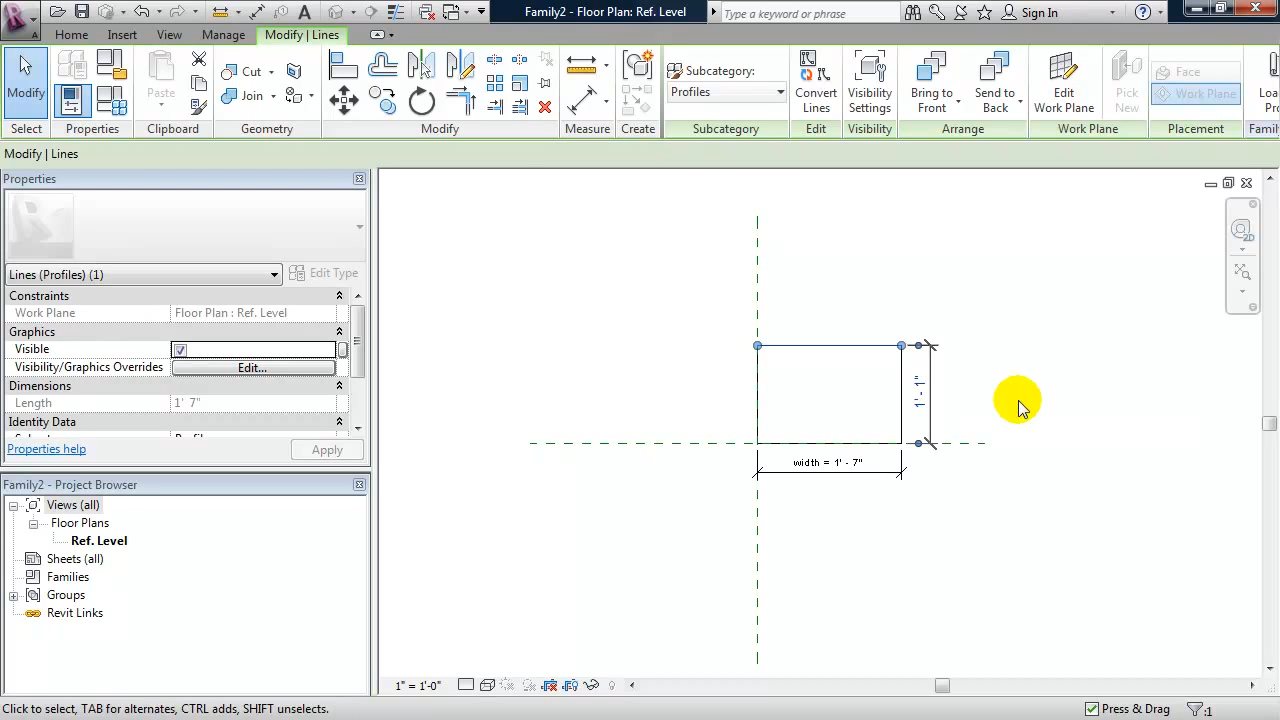 Family2 - Floor Plan: Ref. Level
Type a keyword or phrase
Sign In
Home
Insert
View
Manage
Modify | Lines
Modify
Paste
Cut
Join
Subcategory:
Profiles
Convert
Lines
Visibility
Settings
Bring to
Front
Send to
Back
Edit
Work Plane
Pick
New
Face
Work Plane
Loa
Pro
Select
Properties
Clipboard
Geometry
Modify
Measure
Create
Subcategory
Edit
Visibility
Arrange
Work Plane
Placement
Family
Modify | Lines
Properties
Lines (Profiles) (1)
Edit Type
Constraints
Work Plane
Floor Plan : Ref. Level
Graphics
Visible
Visibility/Graphics Overrides
Edit...
Dimensions
Length
1' 7"
Identity Data
Properties help
Apply
Family2 - Project Browser
Views (all)
Floor Plans
Ref. Level
Sheets (all)
Families
Groups
Revit Links
1' - 1"
width = 1' - 7"
2D
1" = 1'-0"
Click to select, TAB for alternates, CTRL adds, SHIFT unselects.
Press & Drag
:1